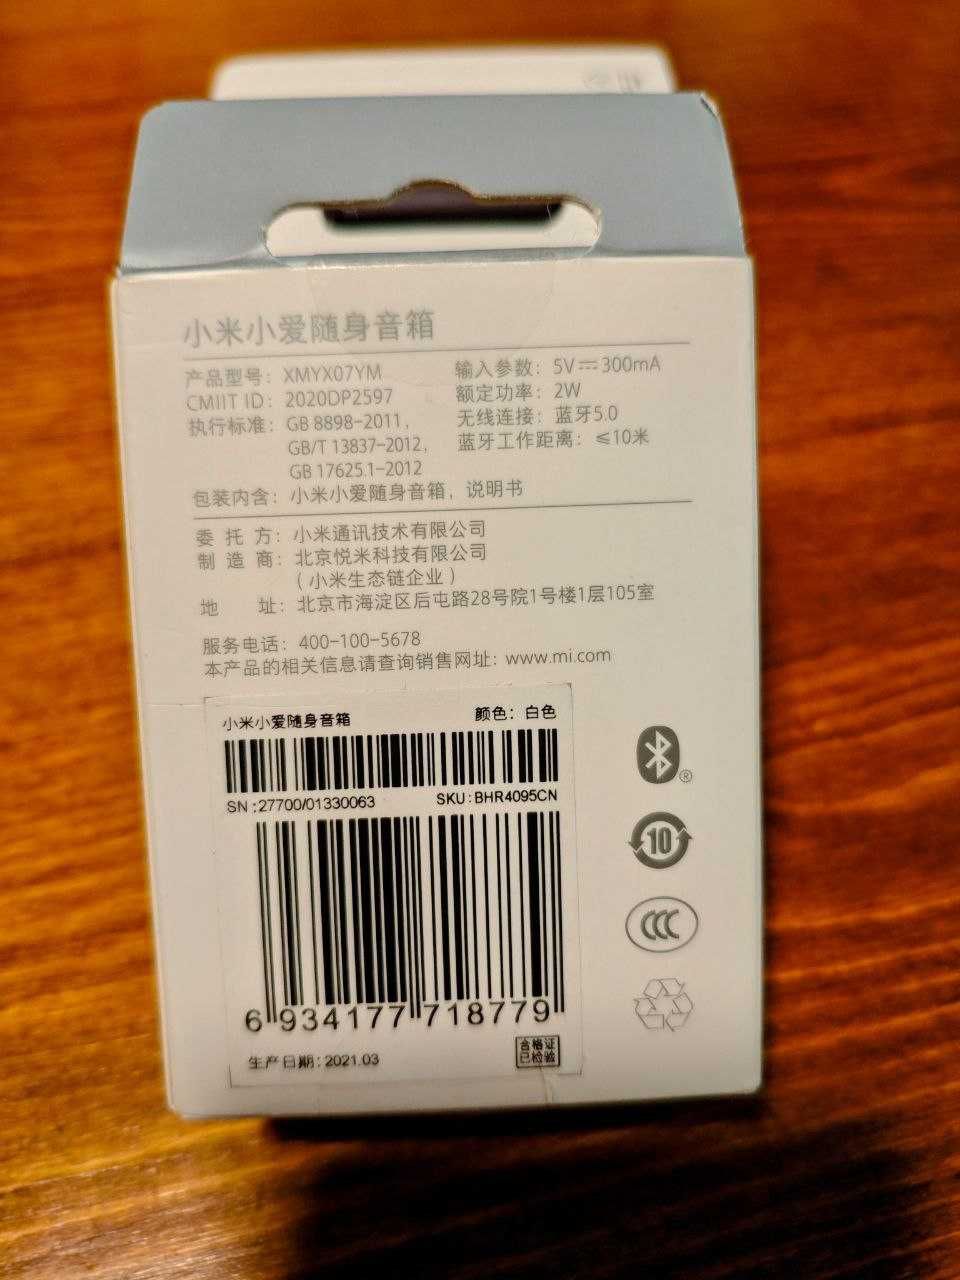 小米小爱随身音箱
产品型号：XMYX07YM
CMIIT ID：2020DP2597
执行标准：GB 8898-2011，
GB/T 13837-2012，
GB 17625.1-2012
输入参数：5V⎓300mA
额定功率：2W
无线连接：蓝牙5.0
蓝牙工作距离：≤10米
包装内含：小米小爱随身音箱，说明书
委托方：小米通讯技术有限公司
制造商：北京悦米科技有限公司
（小米生态链企业）
地址：北京市海淀区后屯路28号院1号楼1层105室
服务电话：400-100-5678
本产品的相关信息请查询销售网址：www.mi.com
小米小爱随身音箱 颜色：白色
SN:27700/01330063 SKU:BHR4095CN
6 934177 718779
生产日期:2021.03
合格证
已检验
®
10
CCC